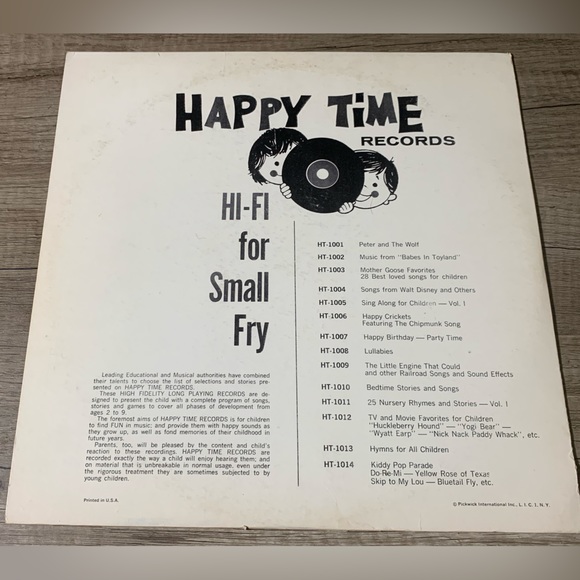 HAPPY TiME
RECORDS
HI-FI
for
Small
Fry
Leading Educational and Musical authorities have combined
their talents to choose the list of selections and stories pre-
sented on HAPPY TIME RECORDS.
These HIGH FIDELITY LONG PLAYING RECORDS are de-
signed to present the child with a complete program of songs,
stories and games to cover all phases of development from
ages 2 to 9.
The foremost aims of HAPPY TIME RECORDS is for children
to find FUN in music; and provide them with happy sounds as
they grow up, as well as fond memories of their childhood in
future years.
Parents, too, will be pleased by the content and child's
reaction to these recordings. HAPPY TIME RECORDS are
recorded exactly the way a child will enjoy hearing them; and
on material that is unbreakable in normal usage, even under
the rigorous treatment they are sometimes subjected to by
young children.
Printed in U.S.A.
HT-1001 Peter and The Wolf
HT-1002 Music from "Babes In Toyland"
HT-1003 Mother Goose Favorites
28 Best loved songs for children
HT-1004 Songs from Walt Disney and Others
HT-1005 Sing Along for Children — Vol. I
HT-1006 Happy Crickets
Featuring The Chipmunk Song
HT-1007 Happy Birthday — Party Time
HT-1008 Lullabies
HT-1009 The Little Engine That Could
and other Railroad Songs and Sound Effects
HT-1010 Bedtime Stories and Songs
HT-1011 25 Nursery Rhymes and Stories — Vol. I
HT-1012 TV and Movie Favorites for Children
"Huckleberry Hound" — "Yogi Bear" —
"Wyatt Earp" — "Nick Nack Paddy Whack", etc.
HT-1013 Hymns for All Children
HT-1014 Kiddy Pop Parade
Do-Re-Mi — Yellow Rose of Texas
Skip to My Lou — Bluetail Fly, etc.
© Pickwick International Inc., L. I. C. 1, N. Y.